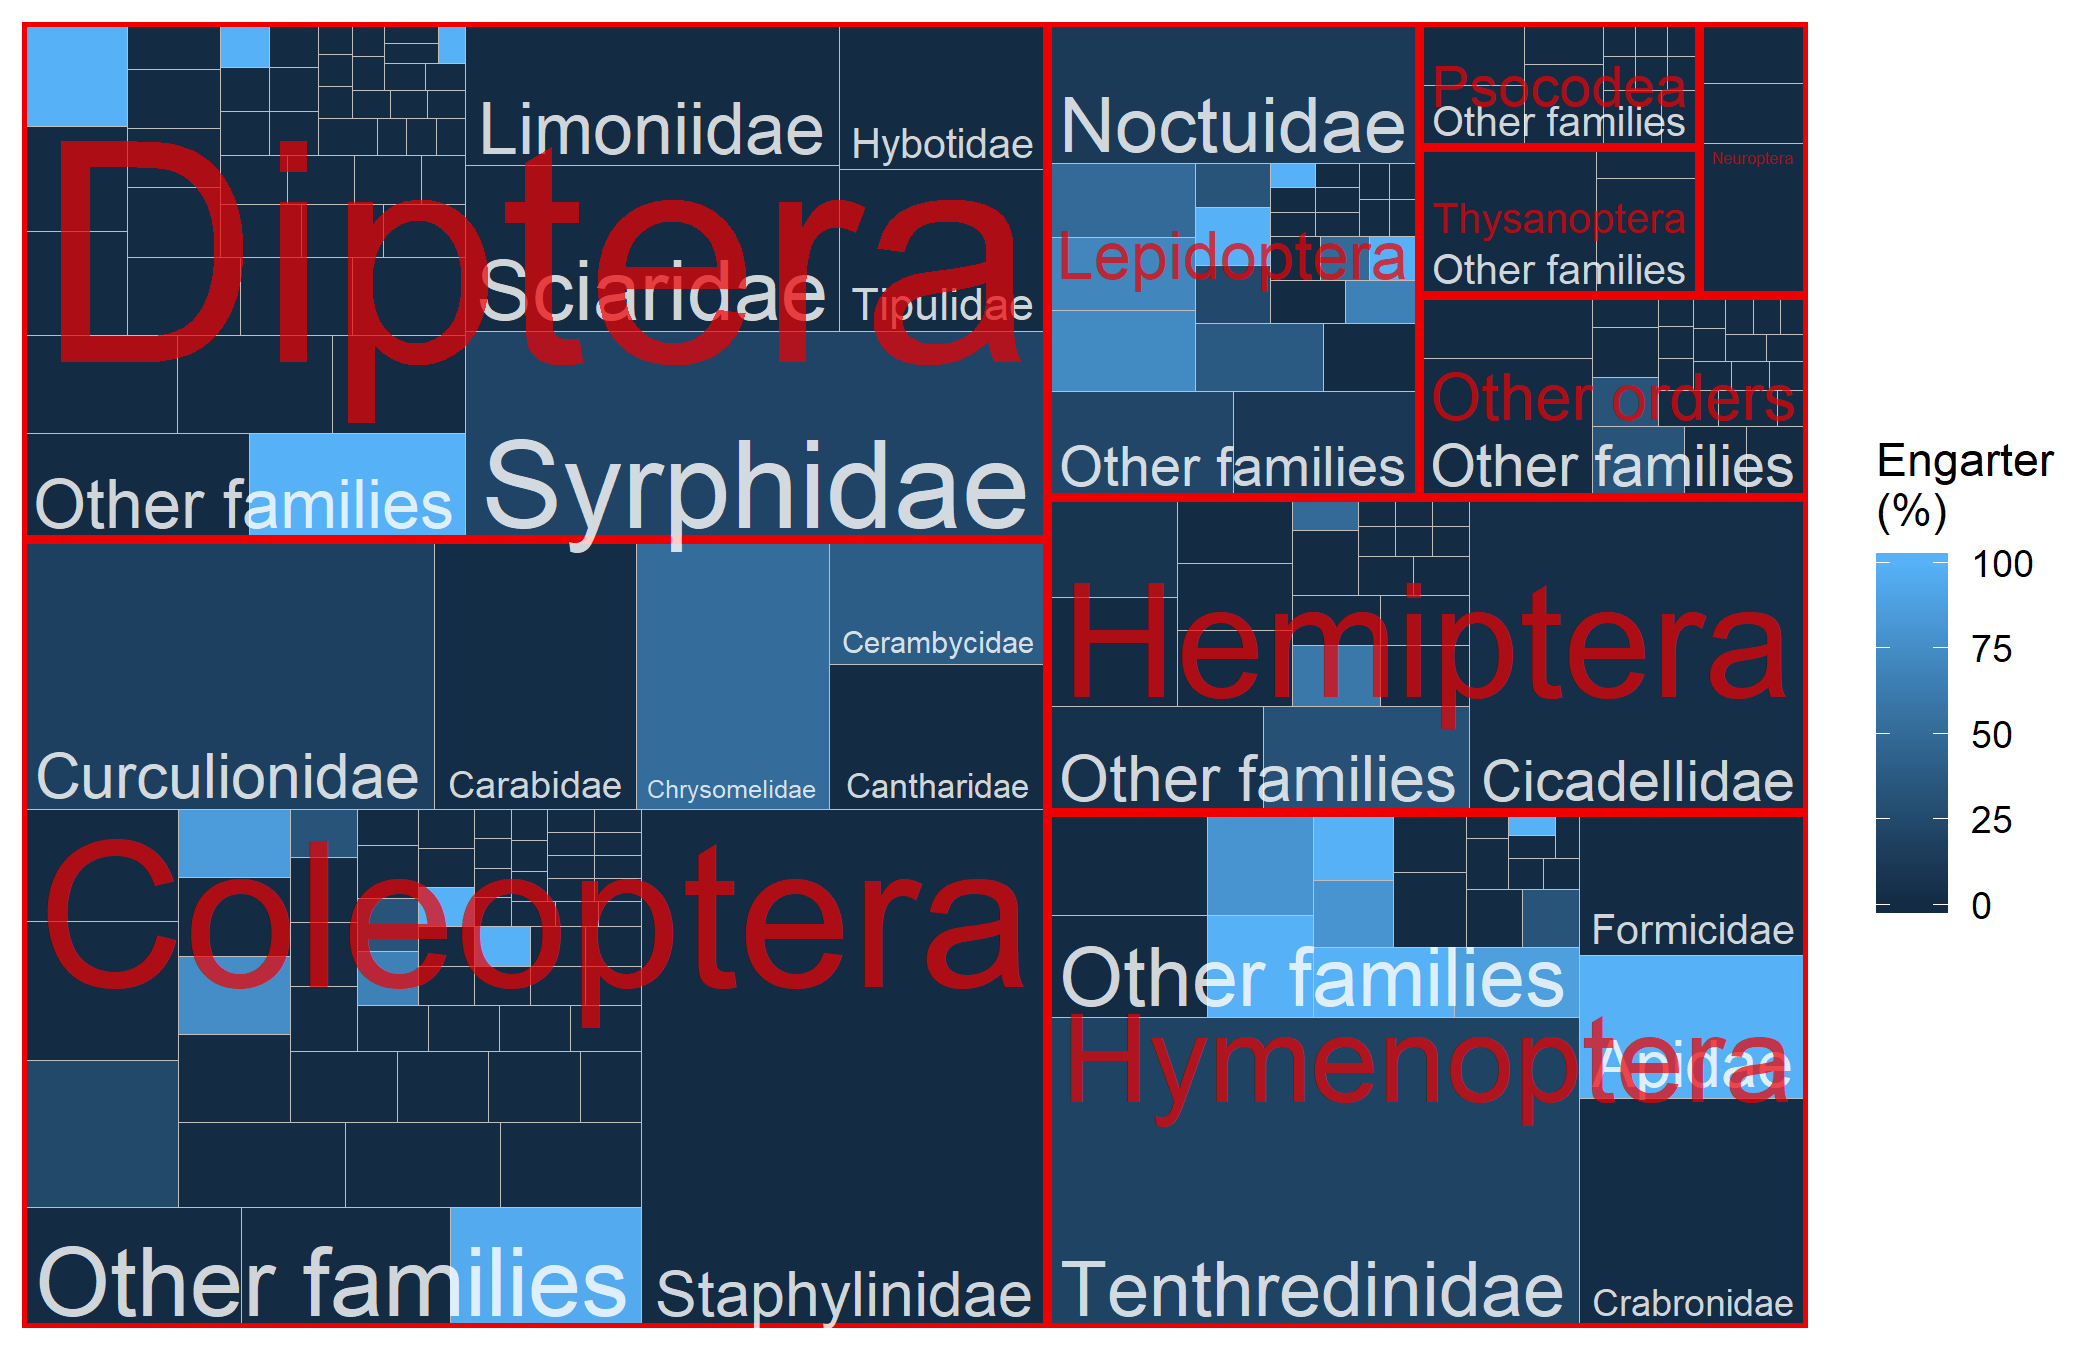 Diptera
Limoniidae
Hybotidae
Sciaridae
Tipulidae
Other families
Syrphidae
Coleoptera
Curculionidae
Carabidae
Chrysomelidae
Cerambycidae
Cantharidae
Other families
Staphylinidae
Lepidoptera
Noctuidae
Other families
Psocodea
Other families
Thysanoptera
Other families
Neuroptera
Other orders
Other families
Hemiptera
Other families
Cicadellidae
Hymenoptera
Other families
Formicidae
Apidae
Tenthredinidae
Crabronidae
Engarter
(%)
100
75
50
25
0